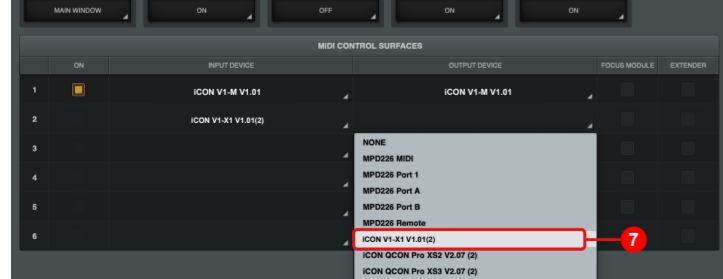 MAIN WINDOW ON OFF ON ON
MIDI CONTROL SURFACES
ON INPUT DEVICE OUTPUT DEVICE FOCUS MODULE EXTENDER
1 iCON V1-M V1.01 iCON V1-M V1.01
2 iCON V1-X1 V1.01(2)
NONE
3
MPD226 MIDI
4 MPD226 Port 1
MPD226 Port A
5 MPD226 Port B
MPD226 Remote
6 iCON V1-X1 V1.01(2) 7
iCON QCON Pro XS2 V2.07 (2)
iCON QCON Pro XS3 V2.07 (2)